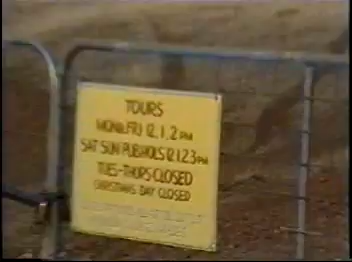 TOURS
MON & FRI 12, 1, 2 PM
SAT SUN PUB. HOLS 12 1 2 3 PM
TUES-THURS CLOSED
CHRISTMAS DAY CLOSED